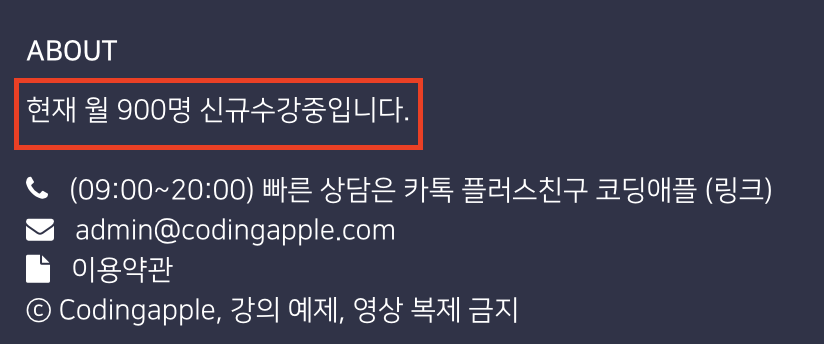 ABOUT
현재 월 900명 신규수강중입니다.
(09:00~20:00) 빠른 상담은 카톡 플러스친구 코딩애플 (링크)
admin@codingapple.com
이용약관
© Codingapple, 강의 예제, 영상 복제 금지